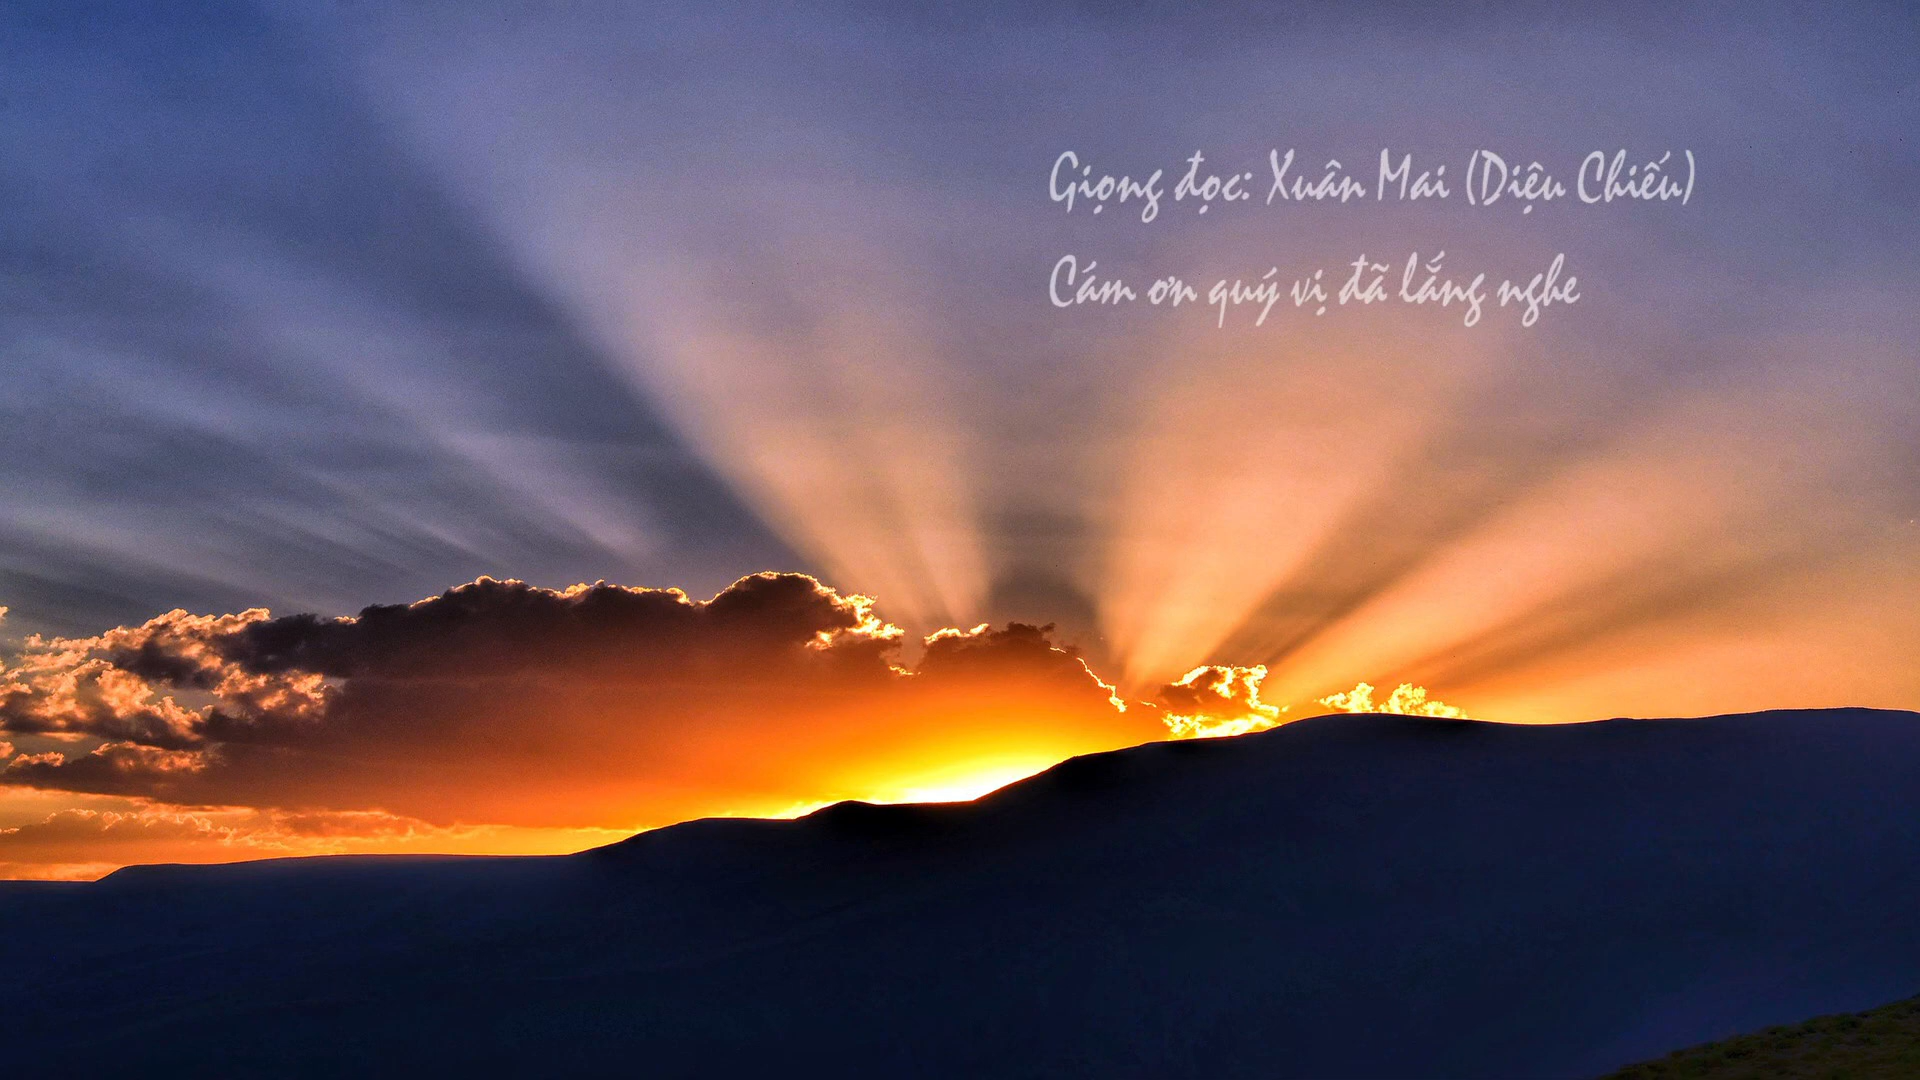 Giọng đọc: Xuân Mai (Diệu Chiếu)
Cám ơn quý vị đã lắng nghe